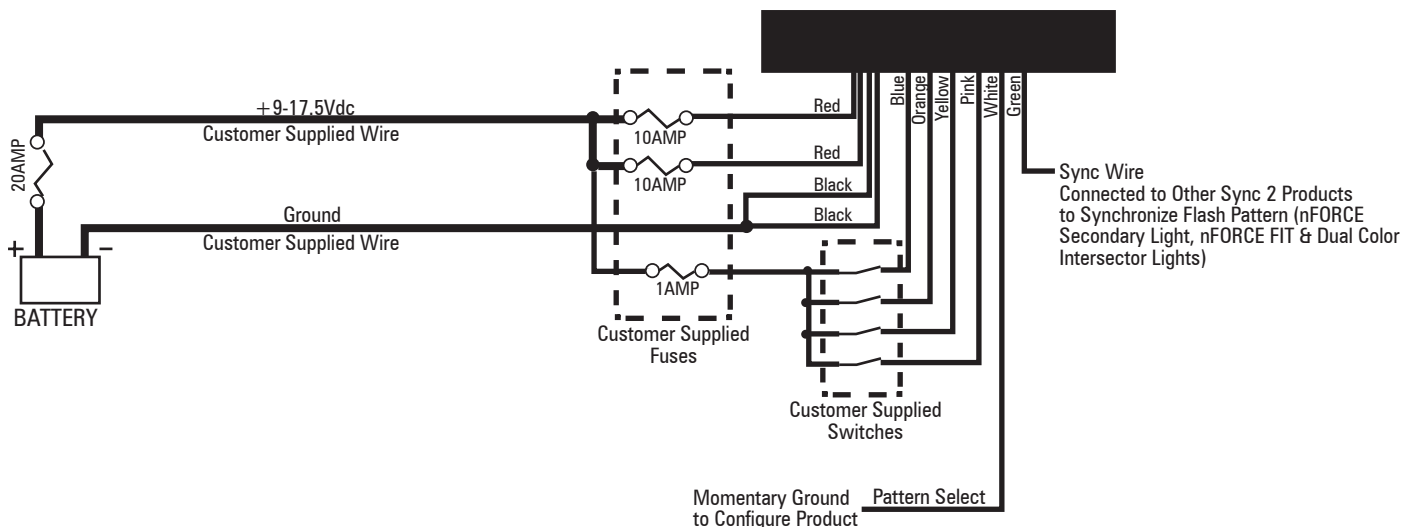 +9-17.5Vdc
Customer Supplied Wire
20AMP
Ground
Customer Supplied Wire
+
−
BATTERY
10AMP
10AMP
1AMP
Customer Supplied
Fuses
Red
Red
Black
Black
Blue
Orange
Yellow
Pink
White
Green
Customer Supplied
Switches
Sync Wire
Connected to Other Sync 2 Products
to Synchronize Flash Pattern (nFORCE
Secondary Light, nFORCE FIT & Dual Color
Intersector Lights)
Momentary Ground
to Configure Product
Pattern Select